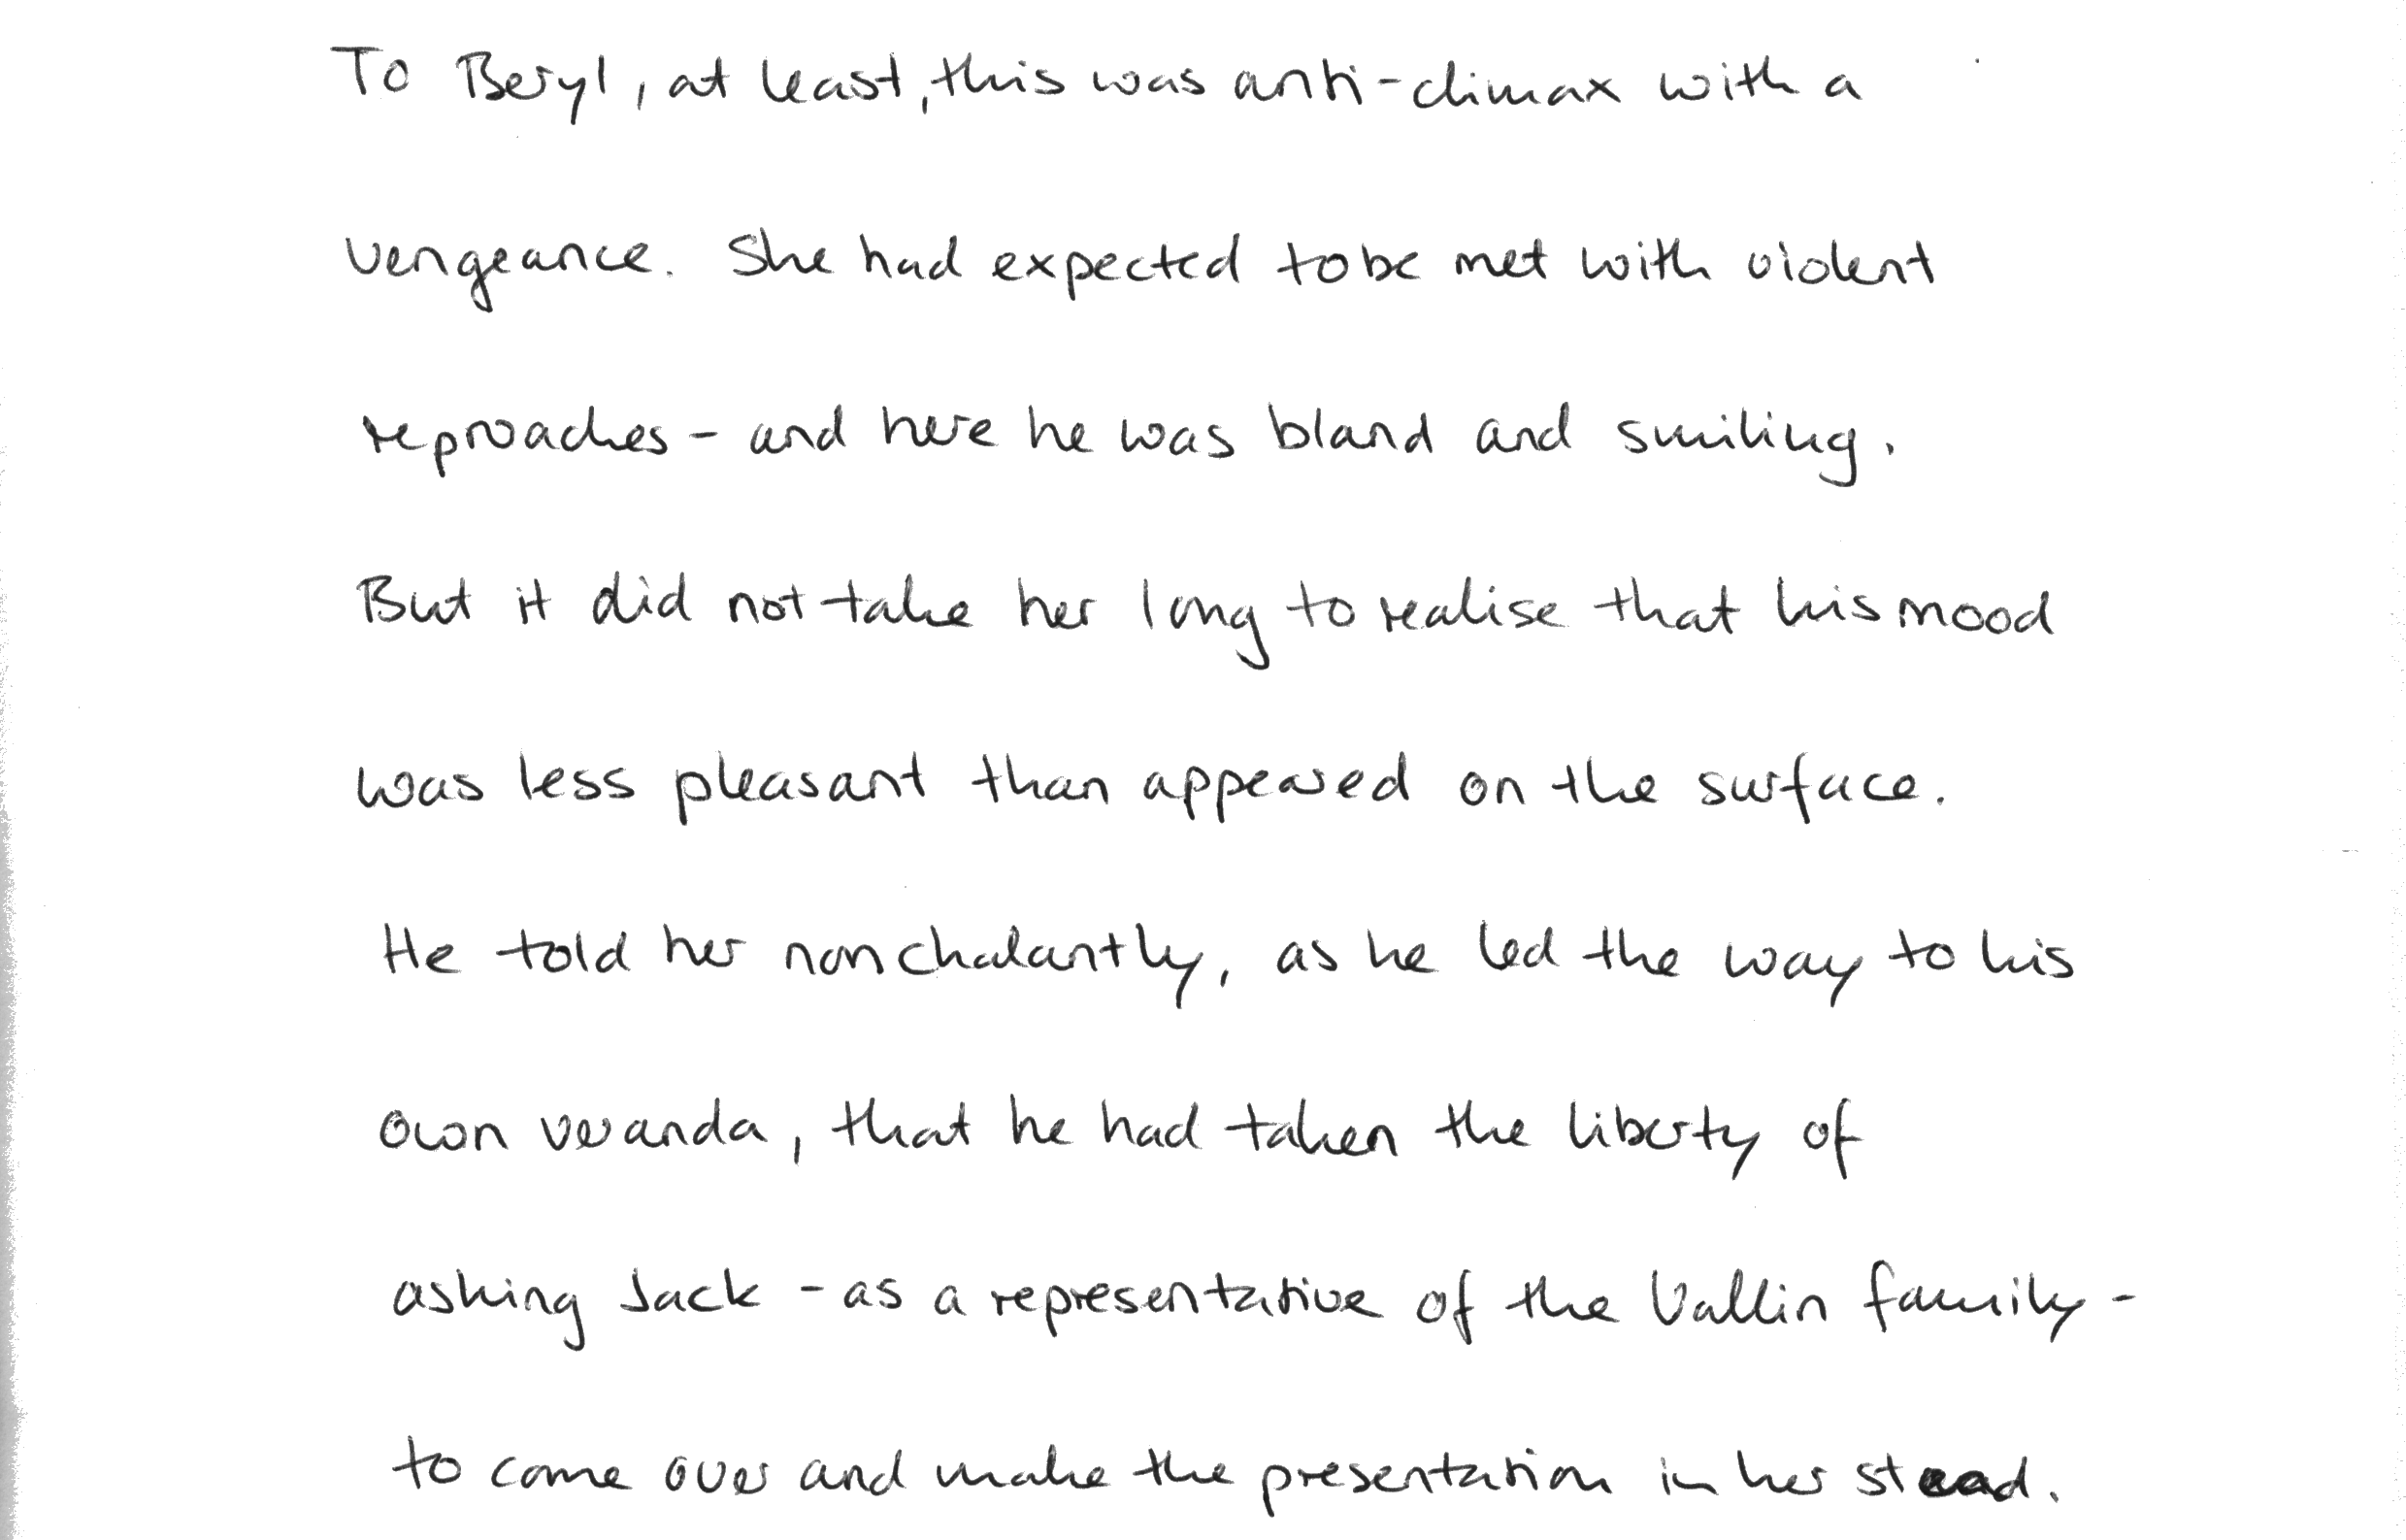 To Beryl, at least, this was anti-climax with a
vengeance. She had expected to be met with violent
reproaches - and here he was bland and smiling.
But it did not take her long to realise that his mood
was less pleasant than appeared on the surface.
He told her nonchalantly, as he led the way to his
own veranda, that he had taken the liberty of
asking Jack - as a representative of the Vallin family -
to come over and make the presentation in her stead.